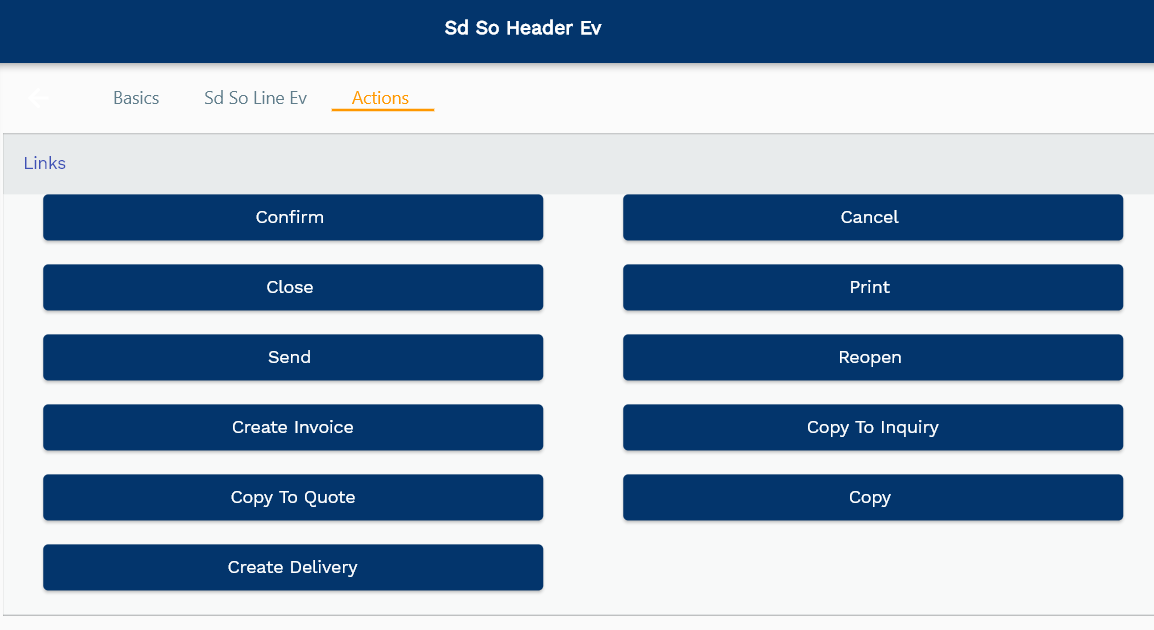 Sd So Header Ev
Basics Sd So Line Ev Actions
Links
Confirm Cancel
Close Print
Send Reopen
Create Invoice Copy To Inquiry
Copy To Quote Copy
Create Delivery